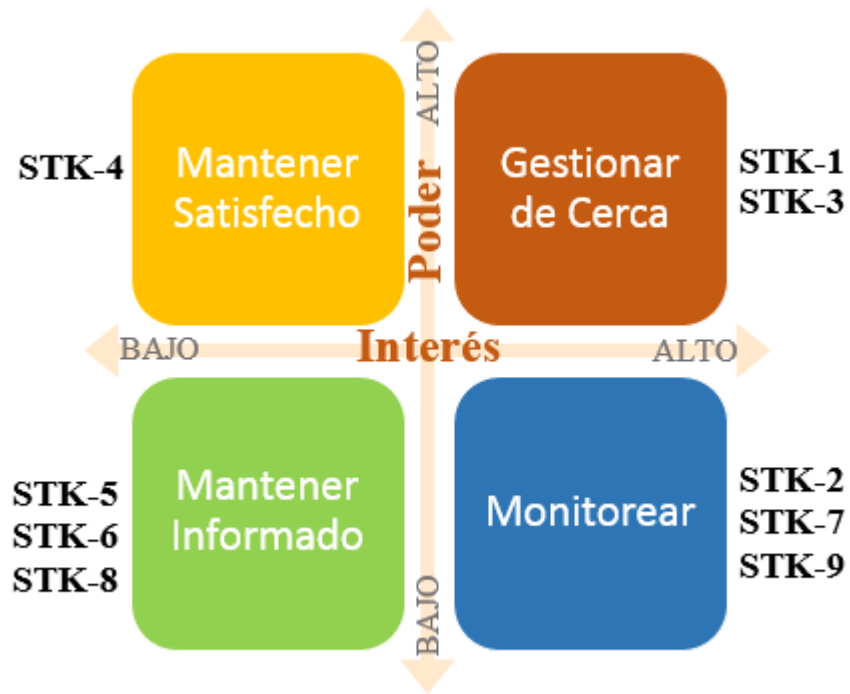 ALTO
STK-4
Mantener
Satisfecho
Poder
Gestionar
de Cerca
STK-1
STK-3
BAJO
Interés
ALTO
STK-5
STK-6
STK-8
Mantener
Informado
BAJO
Monitorear
STK-2
STK-7
STK-9